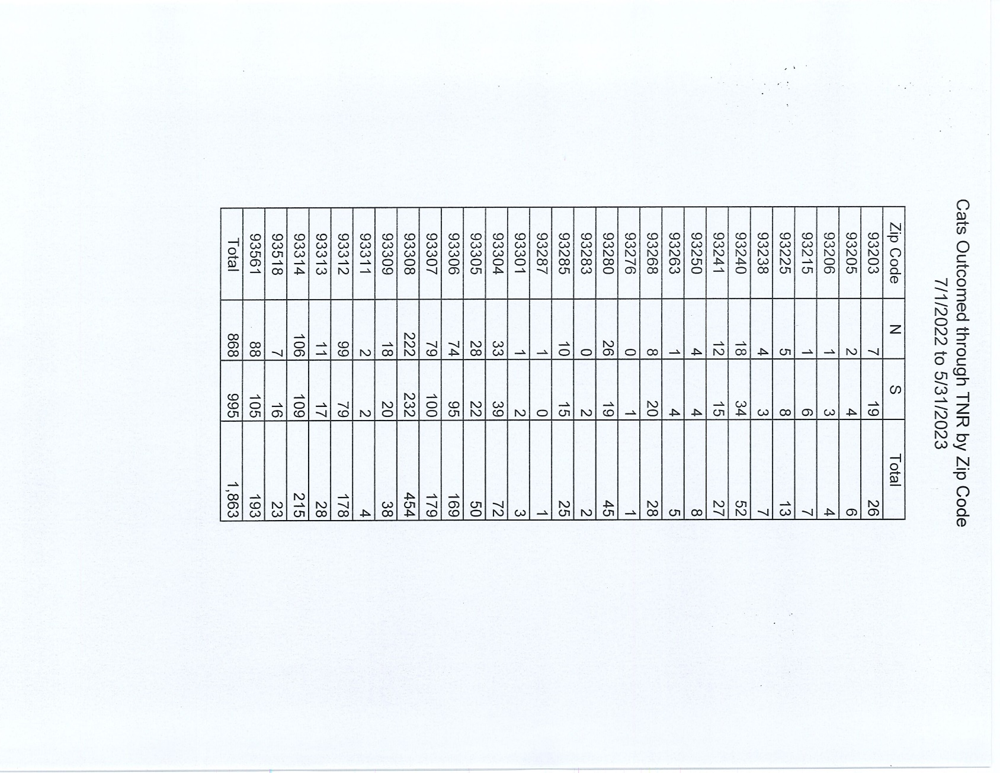 Cats Outcomed through TNR by Zip Code
7/1/2022 to 5/31/2023
Zip Code N S Total
93203 7 19 26
93205 2 4 6
93206 1 3 4
93215 1 6 7
93225 5 8 13
93238 4 3 7
93240 18 34 52
93241 12 15 27
93250 4 4 8
93263 1 4 5
93268 8 20 28
93276 0 1 1
93280 26 19 45
93283 0 2 2
93285 10 15 25
93287 1 0 1
93301 1 2 3
93304 33 39 72
93305 28 22 50
93306 74 95 169
93307 79 100 179
93308 222 232 454
93309 18 20 38
93311 2 2 4
93312 99 79 178
93313 11 17 28
93314 106 109 215
93518 7 16 23
93561 88 105 193
Total 868 995 1,863